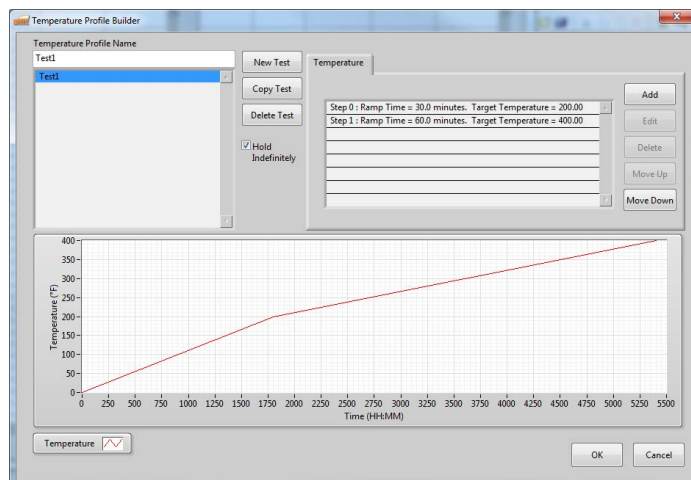 Temperature Profile Builder
Temperature Profile Name
Test1
Test1
New Test
Copy Test
Delete Test
Hold
Indefinitely
Temperature
Step 0 : Ramp Time = 30.0 minutes. Target Temperature = 200.00
Step 1 : Ramp Time = 60.0 minutes. Target Temperature = 400.00
Add
Edit
Delete
Move Up
Move Down
Temperature (°F)
400
350
300
250
200
150
100
50
0
0 250 500 750 1000 1250 1500 1750 2000 2250 2500 2750 3000 3250 3500 3750 4000 4250 4500 4750 5000 5250 5500
Time (HH:MM)
Temperature
OK
Cancel